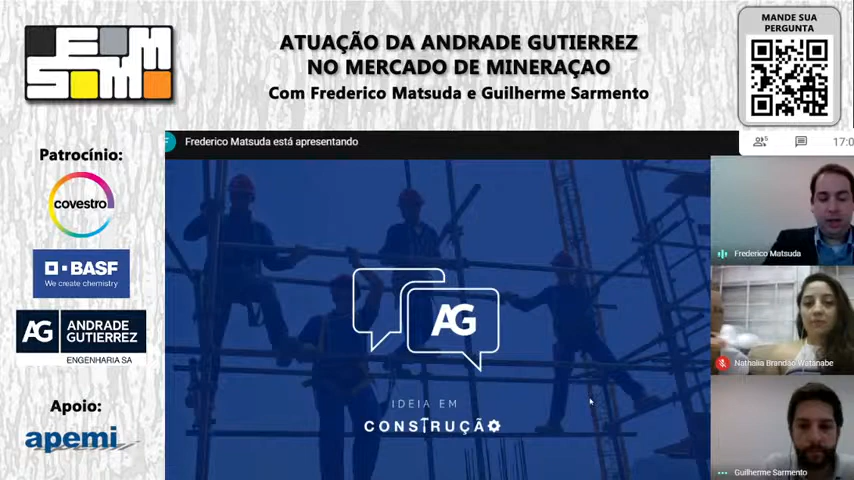 SEMM
ATUAÇÃO DA ANDRADE GUTIERREZ
NO MERCADO DE MINERAÇAO
Com Frederico Matsuda e Guilherme Sarmento
MANDE SUA
PERGUNTA
Patrocínio:
covestro
BASF
We create chemistry
AG ANDRADE
GUTIERREZ
ENGENHARIA SA
Apoio:
apemi
Frederico Matsuda está apresentando
5
17:0
AG
IDEIA EM
CONSTRUÇÃO
Frederico Matsuda
Nathalia Brandão Watanabe
Guilherme Sarmento